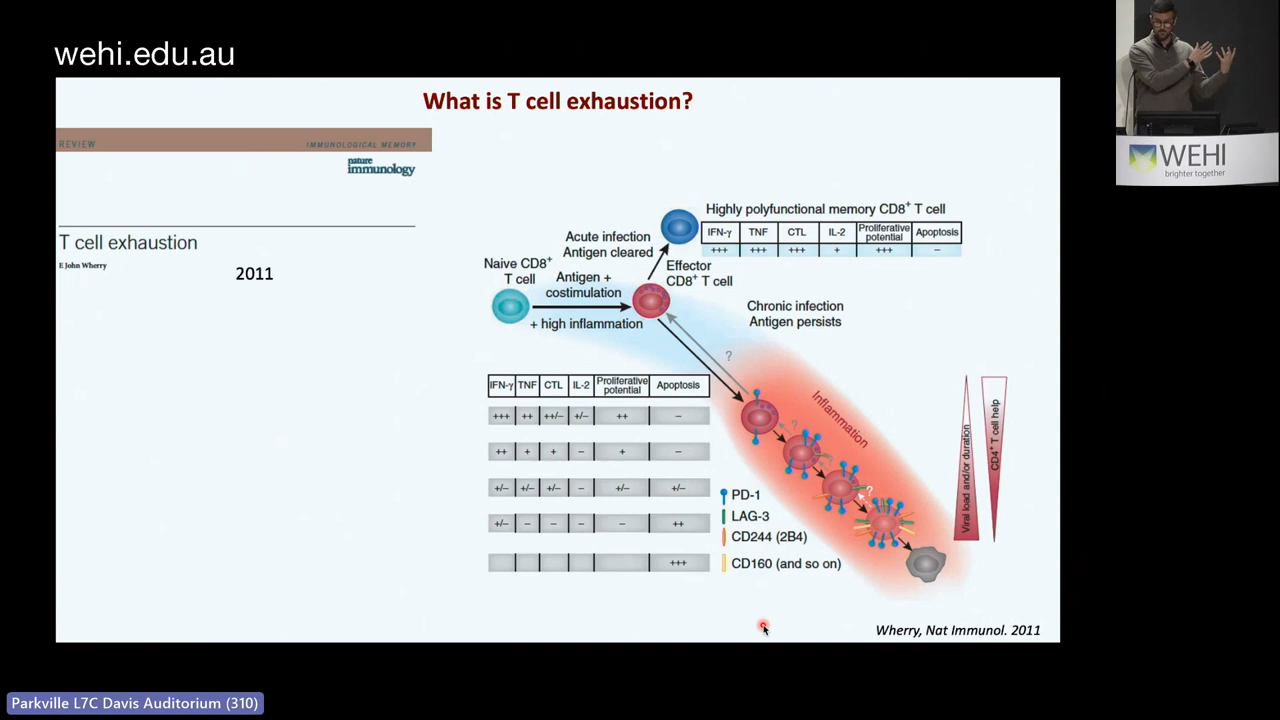 wehi.edu.au
What is T cell exhaustion?
REVIEW
IMMUNOLOGICAL MEMORY
nature
immunology
T cell exhaustion
E John Wherry
2011
Highly polyfunctional memory CD8+ T cell
IFN-γ TNF CTL IL-2 Proliferative potential Apoptosis
+++ +++ +++ + +++ –
Acute infection
Antigen cleared
Naive CD8+
T cell
Antigen +
costimulation
+ high inflammation
Effector
CD8+ T cell
Chronic infection
Antigen persists
?
IFN-γ TNF CTL IL-2 Proliferative potential Apoptosis
+++ ++ ++/– +/– ++ –
++ + + – + –
+/– +/– +/– – +/– +/–
+/– – – – – ++
+++
Inflammation
?
?
?
PD-1
LAG-3
CD244 (2B4)
CD160 (and so on)
Viral load and/or duration
CD4+ T cell help
Wherry, Nat Immunol. 2011
WEHI
brighter together
Parkville L7C Davis Auditorium (310)